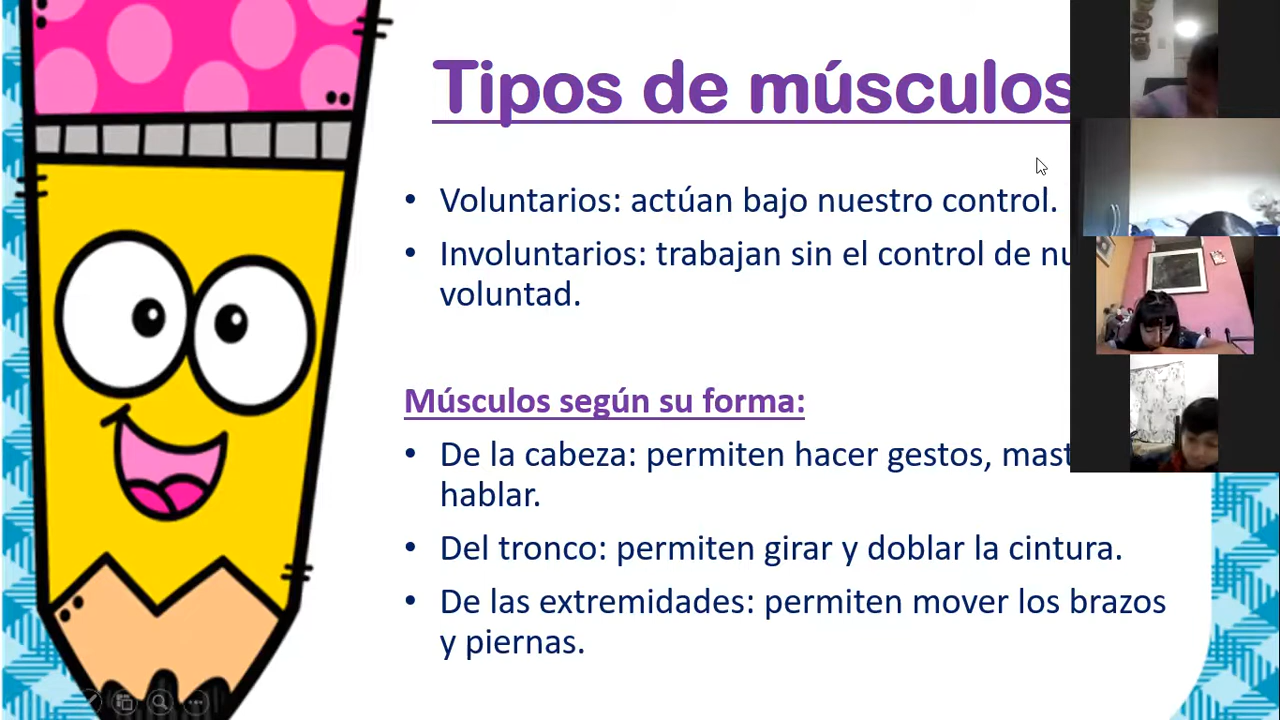 Tipos de músculos
• Voluntarios: actúan bajo nuestro control.
• Involuntarios: trabajan sin el control de
voluntad.
Músculos según su forma:
• De la cabeza: permiten hacer gestos,
hablar.
• Del tronco: permiten girar y doblar la cintura.
• De las extremidades: permiten mover los brazos
y piernas.